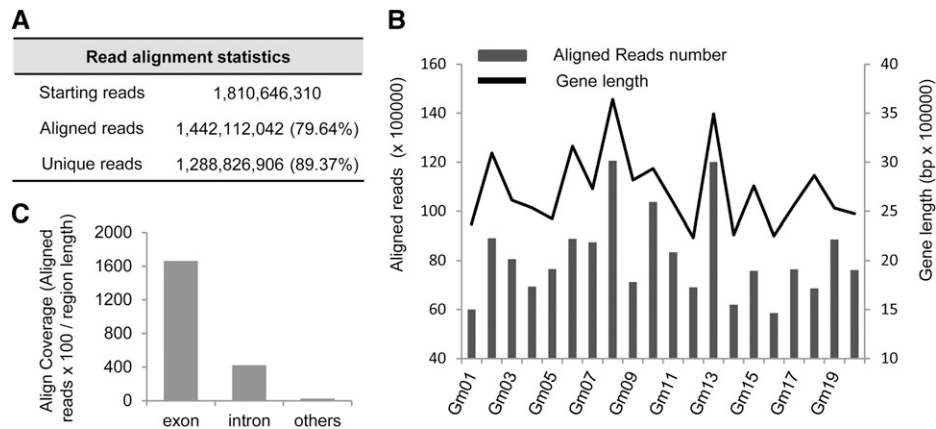 A
Read alignment statistics
Starting reads 1,810,646,310
Aligned reads 1,442,112,042 (79.64%)
Unique reads 1,288,826,906 (89.37%)
B
Aligned Reads number
Gene length
Aligned reads (x 100000)
160
140
120
100
80
60
40
Gene length (bp x 100000)
40
35
30
25
20
15
10
Gm01
Gm03
Gm05
Gm07
Gm09
Gm11
Gm13
Gm15
Gm17
Gm19
C
Align Coverage (Aligned
reads x 100 / region length)
2000
1600
1200
800
400
0
exon
intron
others